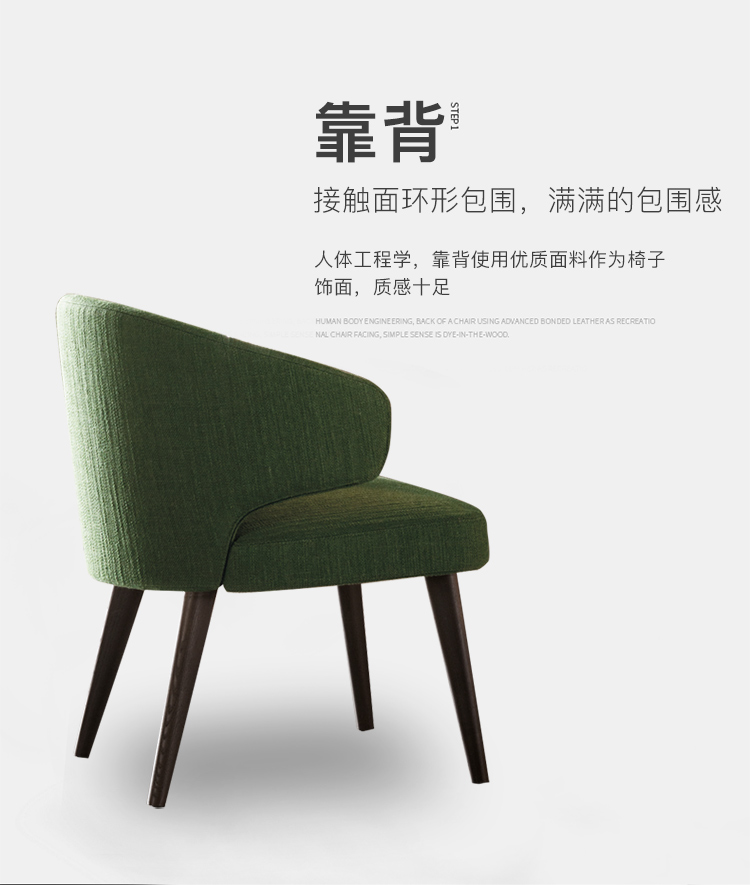 靠背
STEP1
接触面环形包围，满满的包围感
人体工程学，靠背使用优质面料作为椅子
饰面，质感十足
HUMAN BODY ENGINEERING, BACK OF A CHAIR USING ADVANCED BONDED LEATHER AS RECREATIO
NAL CHAIR FACING, SIMPLE SENSE IS DYE-IN-THE-WOOD.